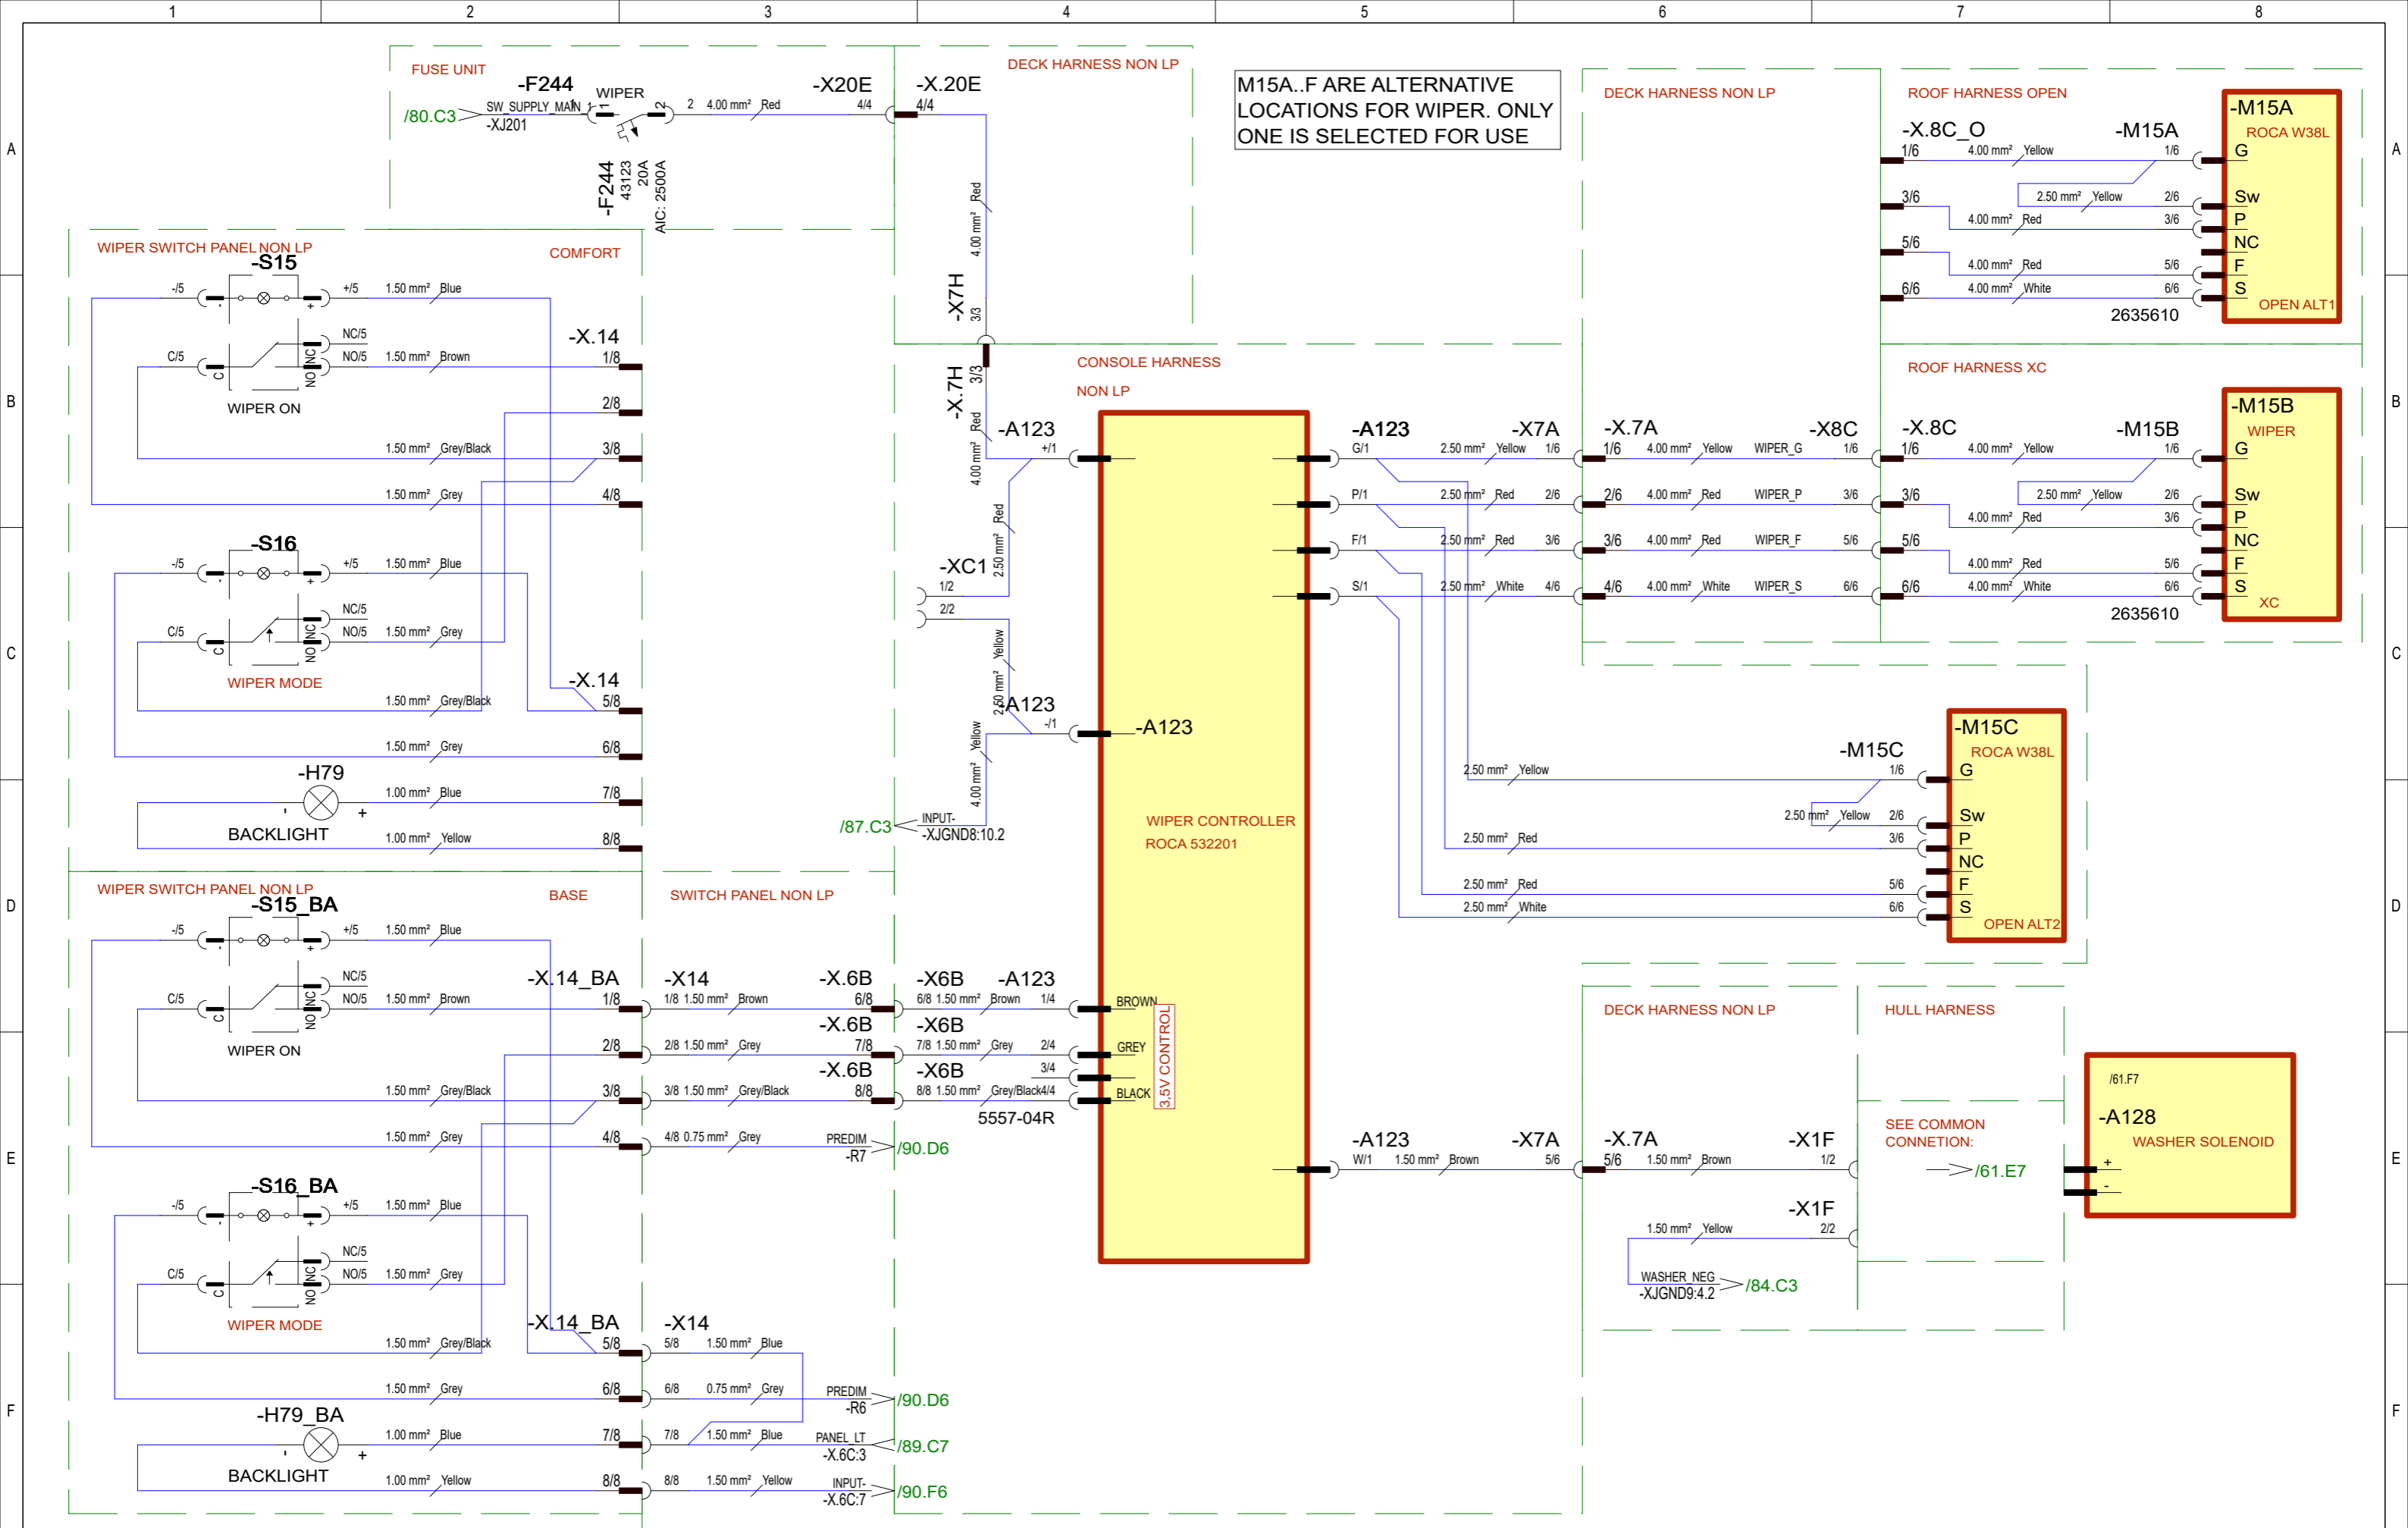 1 2 3 4 5 6 7 8
A A
B B
C C
D D
E E
F F
FUSE UNIT
-F244
WIPER
/80.C3
SW_SUPPLY_MAIN_1
-XJ201
1
1
2
2 4.00 mm² Red
-X20E
4/4
-F244
43123
20A
AIC: 2500A
DECK HARNESS NON LP
-X.20E
4/4
4.00 mm² Red
-X7H
3/3
-X.7H
3/3
4.00 mm² Red
M15A..F ARE ALTERNATIVE
LOCATIONS FOR WIPER. ONLY
ONE IS SELECTED FOR USE
DECK HARNESS NON LP
ROOF HARNESS OPEN
-X.8C_O
1/6 4.00 mm² Yellow 1/6
3/6 2.50 mm² Yellow 2/6
4.00 mm² Red 3/6
5/6
4.00 mm² Red 5/6
6/6 4.00 mm² White 6/6
-M15A
2635610
-M15A
ROCA W38L
G
Sw
P
NC
F
S
OPEN ALT1
WIPER SWITCH PANEL NON LP
COMFORT
-S15
-/5 - + +/5 1.50 mm² Blue
NC/5
C/5 C NO NC NO/5 1.50 mm² Brown
WIPER ON
-X.14
1/8
2/8
1.50 mm² Grey/Black 3/8
1.50 mm² Grey 4/8
-S16
-/5 - + +/5 1.50 mm² Blue
NC/5
C/5 C NO NC NO/5 1.50 mm² Grey
WIPER MODE
-X.14
1.50 mm² Grey/Black 5/8
1.50 mm² Grey 6/8
-H79
- + 1.00 mm² Blue 7/8
BACKLIGHT
1.00 mm² Yellow 8/8
CONSOLE HARNESS
NON LP
-A123
+/1
2.50 mm² Red
-XC1
1/2
2/2
2.50 mm² Yellow
-A123
-/1
-A123
4.00 mm² Yellow
/87.C3
INPUT-
-XJGND8:10.2
WIPER CONTROLLER
ROCA 532201
-A123
G/1 2.50 mm² Yellow 1/6
P/1 2.50 mm² Red 2/6
F/1 2.50 mm² Red 3/6
S/1 2.50 mm² White 4/6
-X7A
-X.7A
1/6 4.00 mm² Yellow WIPER_G 1/6
2/6 4.00 mm² Red WIPER_P 3/6
3/6 4.00 mm² Red WIPER_F 5/6
4/6 4.00 mm² White WIPER_S 6/6
-X8C
ROOF HARNESS XC
-X.8C
1/6 4.00 mm² Yellow 1/6
3/6 2.50 mm² Yellow 2/6
4.00 mm² Red 3/6
5/6
4.00 mm² Red 5/6
6/6 4.00 mm² White 6/6
-M15B
2635610
-M15B
WIPER
G
Sw
P
NC
F
S
XC
-M15C
2.50 mm² Yellow 1/6
2.50 mm² Yellow 2/6
2.50 mm² Red 3/6
2.50 mm² Red 5/6
2.50 mm² White 6/6
-M15C
ROCA W38L
G
Sw
P
NC
F
S
OPEN ALT2
WIPER SWITCH PANEL NON LP
BASE
SWITCH PANEL NON LP
-S15_BA
-/5 - + +/5 1.50 mm² Blue
NC/5
C/5 C NO NC NO/5 1.50 mm² Brown
WIPER ON
-X.14_BA -X14 -X.6B -X6B -A123
1/8 1/8 1.50 mm² Brown 6/8 6/8 1.50 mm² Brown 1/4 BROWN
-X.6B -X6B
2/8 2/8 1.50 mm² Grey 7/8 7/8 1.50 mm² Grey 2/4 GREY
-X.6B -X6B 3/4
1.50 mm² Grey/Black 3/8 3/8 1.50 mm² Grey/Black 8/8 8/8 1.50 mm² Grey/Black 4/4 BLACK
5557-04R
3,5V CONTROL
1.50 mm² Grey 4/8 4/8 0.75 mm² Grey PREDIM
-R7
/90.D6
-S16_BA
-/5 - + +/5 1.50 mm² Blue
NC/5
C/5 C NO NC NO/5 1.50 mm² Grey
WIPER MODE
-X.14_BA -X14
1.50 mm² Grey/Black 5/8 5/8 1.50 mm² Blue
1.50 mm² Grey 6/8 6/8 0.75 mm² Grey PREDIM
-R6
/90.D6
-H79_BA
- + 1.00 mm² Blue 7/8 7/8 1.50 mm² Blue PANEL_LT
-X.6C:3
/89.C7
BACKLIGHT
1.00 mm² Yellow 8/8 8/8 1.50 mm² Yellow INPUT-
-X.6C:7
/90.F6
DECK HARNESS NON LP
HULL HARNESS
-A123 -X7A -X.7A -X1F
W/1 1.50 mm² Brown 5/6 5/6 1.50 mm² Brown 1/2
-X1F
1.50 mm² Yellow 2/2
WASHER_NEG
-XJGND9:4.2
/84.C3
SEE COMMON
CONNETION:
/61.E7
/61.F7
-A128
WASHER SOLENOID
+
-